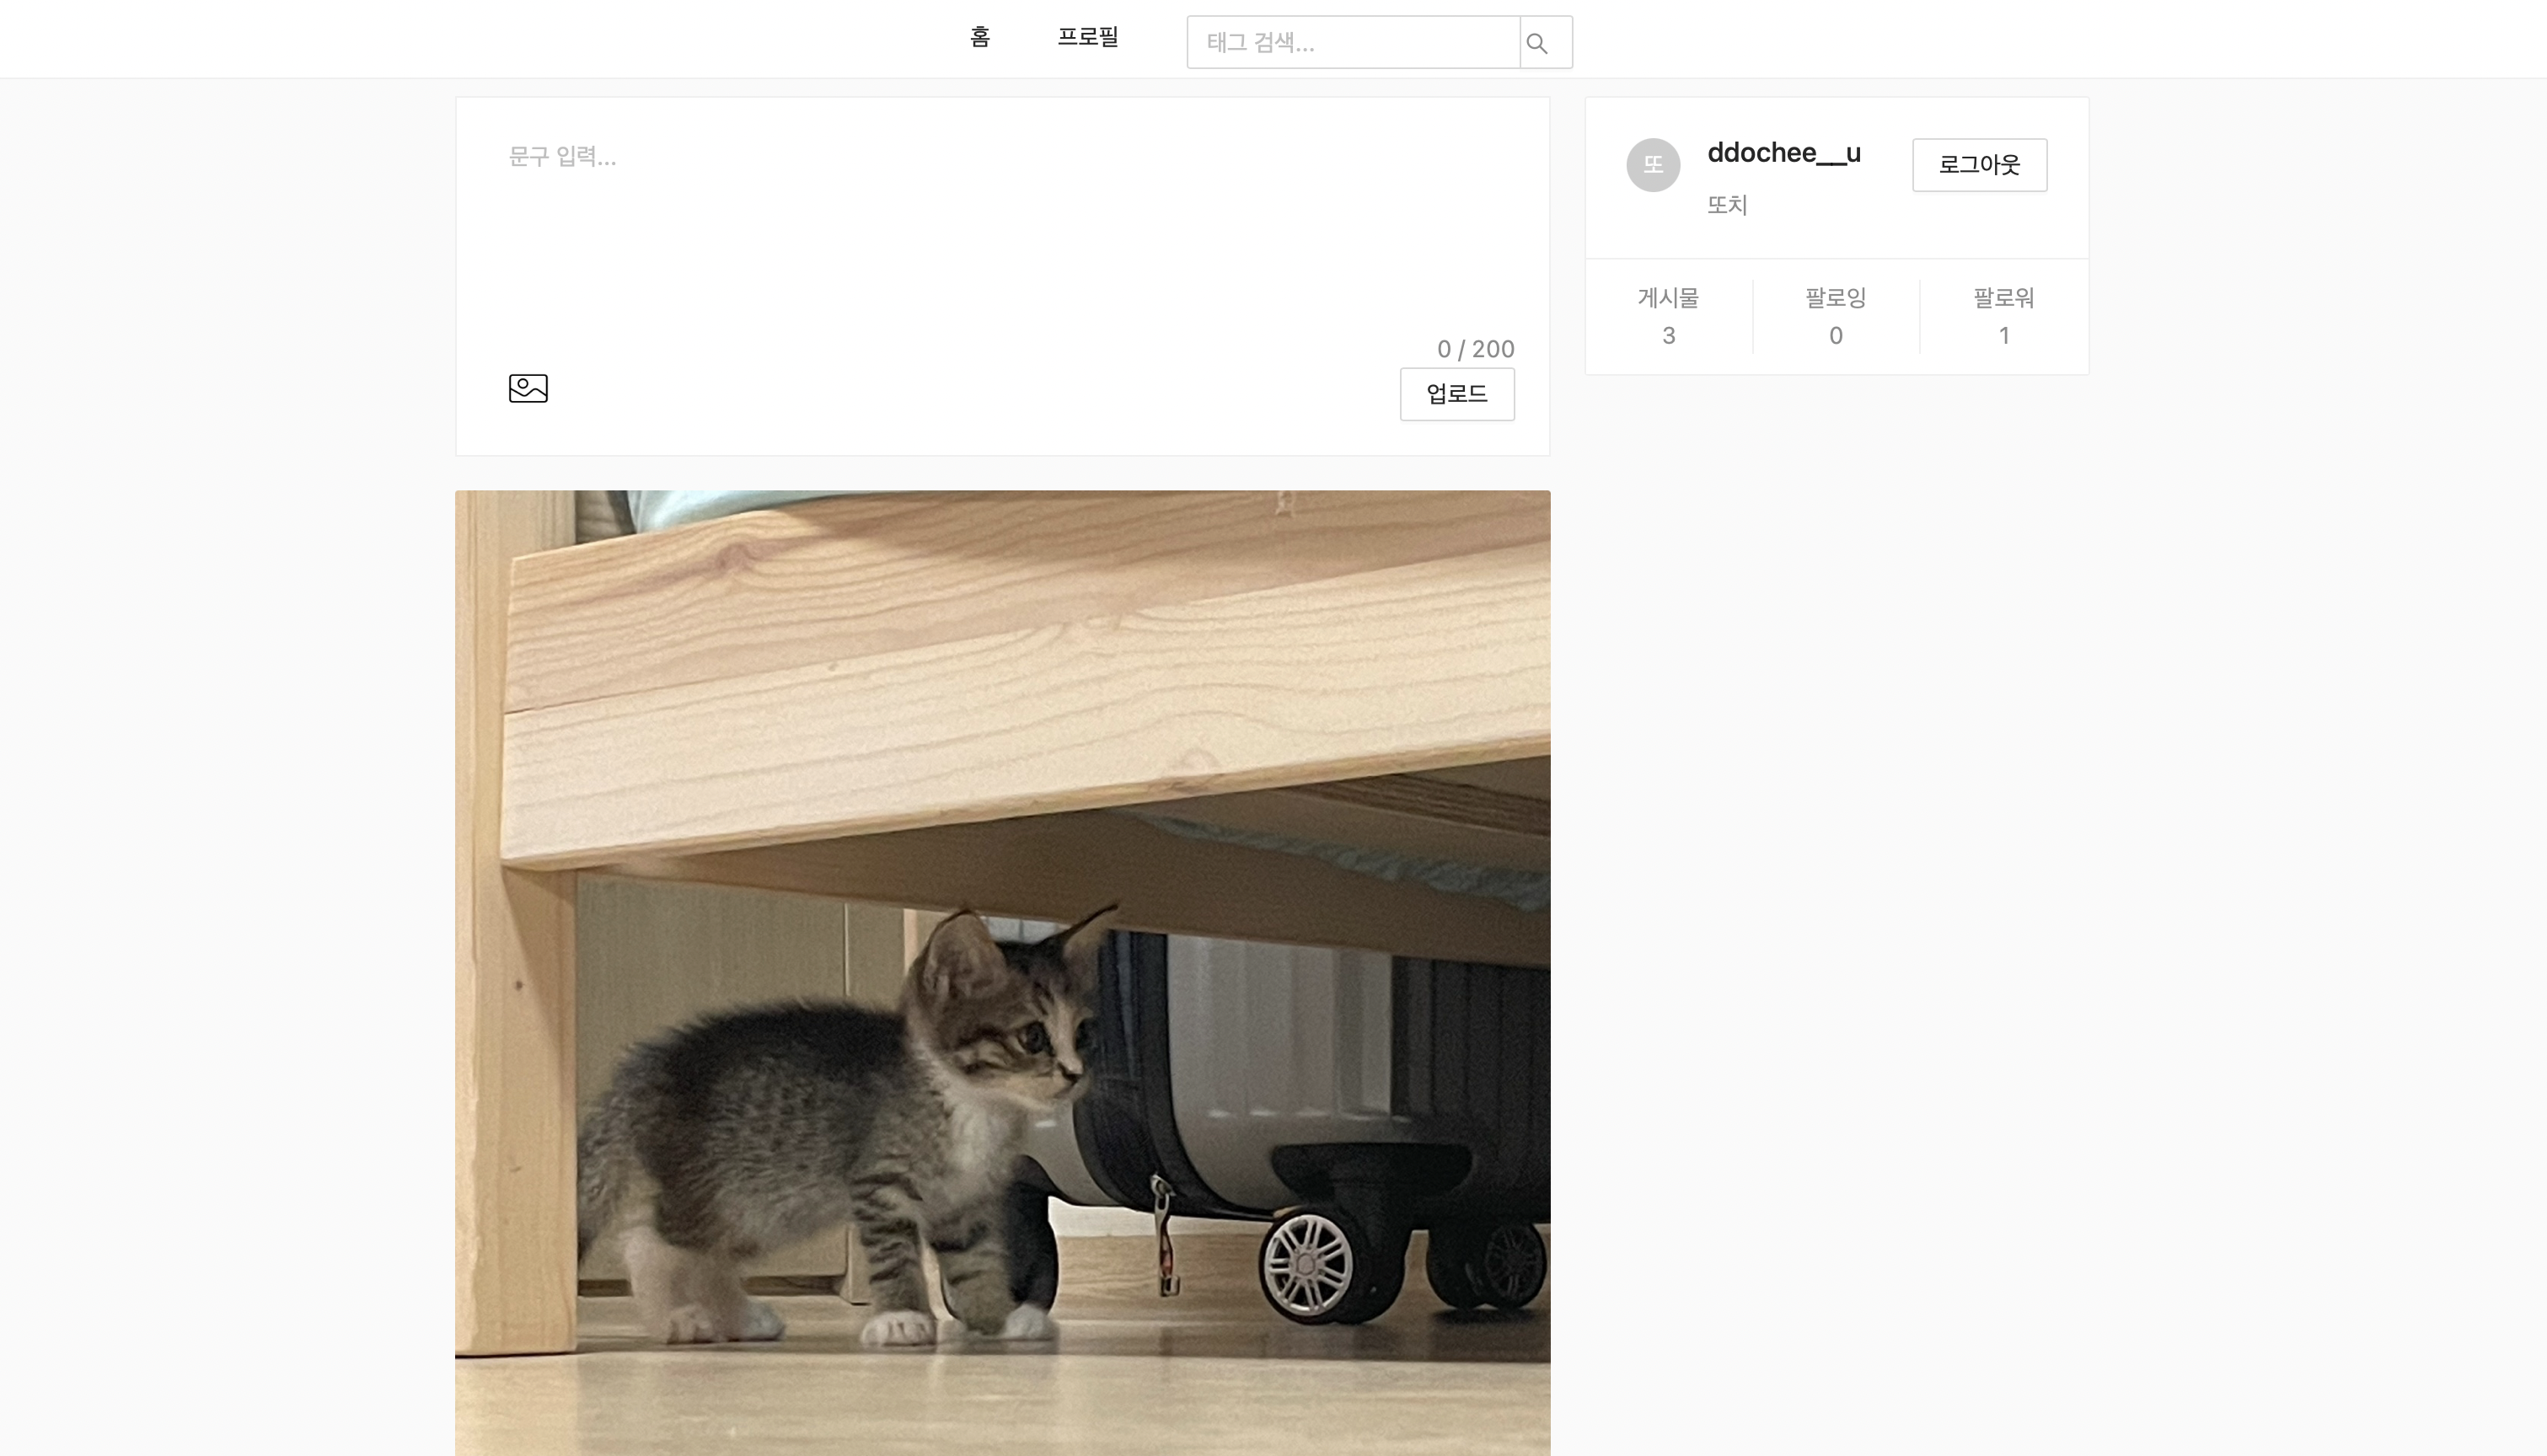 홈 프로필 태그 검색...
문구 입력...
0 / 200
업로드
또 ddochee__u 로그아웃
또치
게시물 팔로잉 팔로워
3 0 1